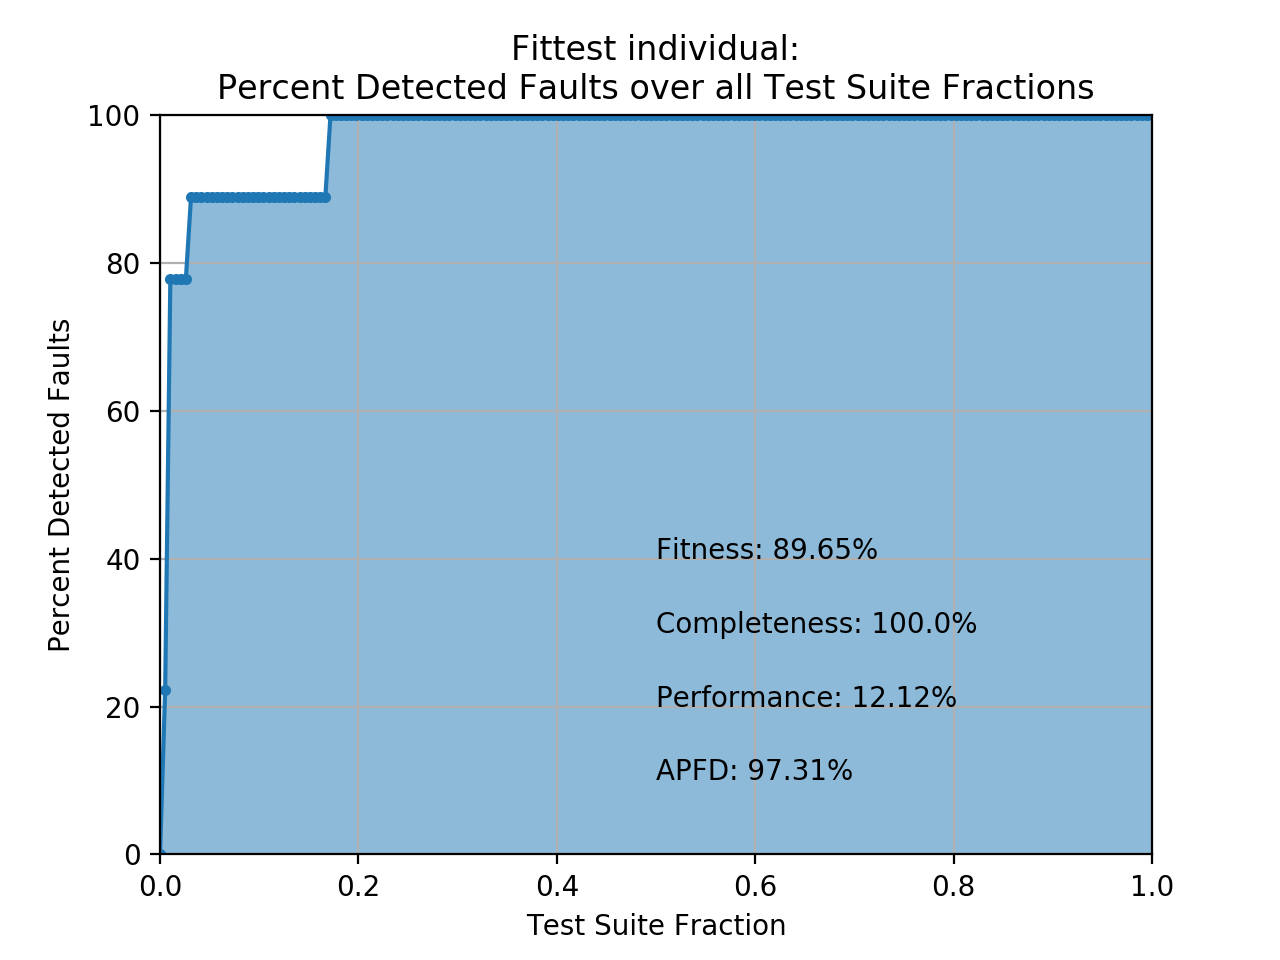 Fittest individual:
Percent Detected Faults over all Test Suite Fractions
100
80
60
40
20
0
Percent Detected Faults
Fitness: 89.65%
Completeness: 100.0%
Performance: 12.12%
APFD: 97.31%
0.0 0.2 0.4 0.6 0.8 1.0
Test Suite Fraction